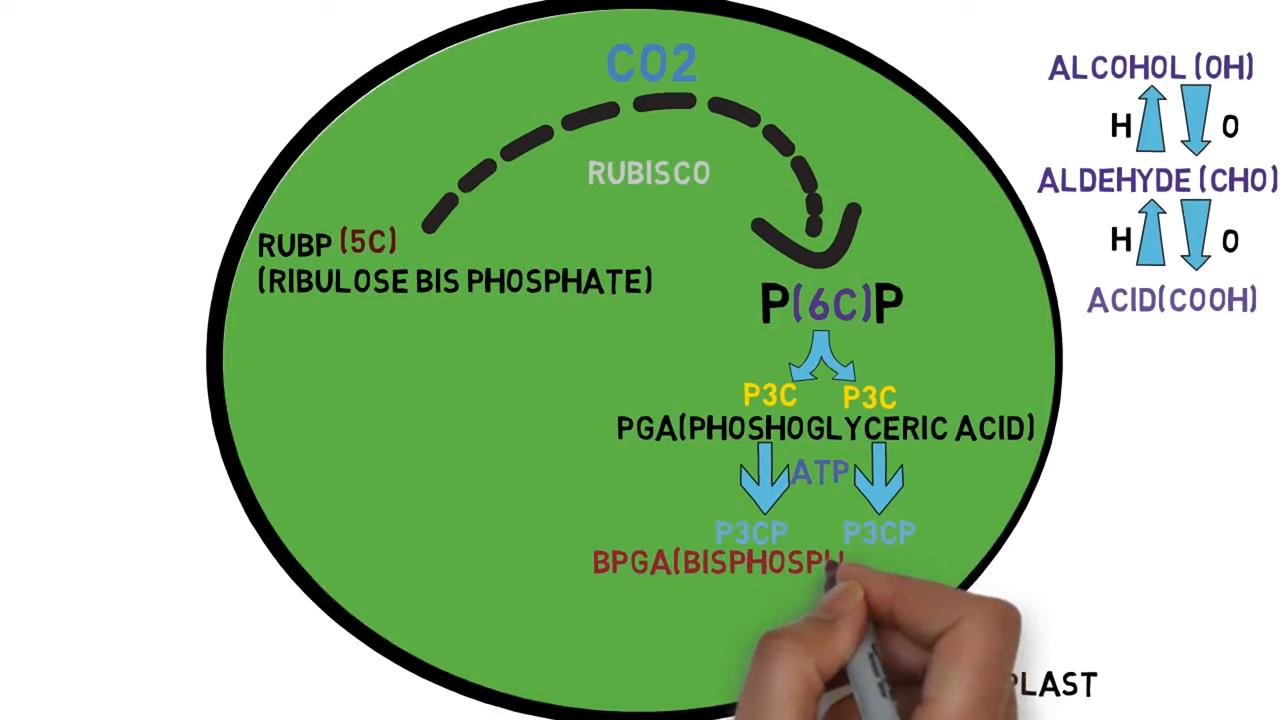 CO2
RUBISCO
RUBP (5C)
(RIBULOSE BIS PHOSPHATE)
P(6C)P
P3C P3C
PGA(PHOSHOGLYCERIC ACID)
ATP
P3CP P3CP
BPGA(BISPHOSPH
PLAST
ALCOHOL (OH)
H O
ALDEHYDE (CHO)
H O
ACID(COOH)